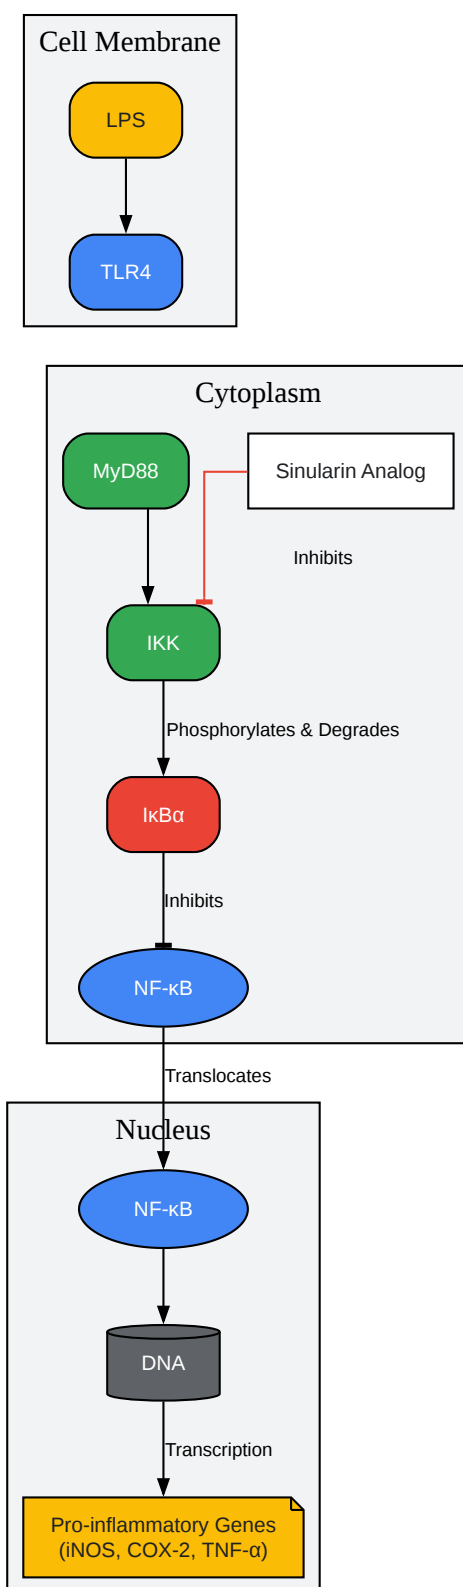 Cell Membrane
LPS
TLR4
Cytoplasm
MyD88
Sinularin Analog
Inhibits
IKK
Phosphorylates & Degrades
IκBα
Inhibits
NF-κB
Translocates
Nucleus
NF-κB
DNA
Transcription
Pro-inflammatory Genes
(iNOS, COX-2, TNF-α)